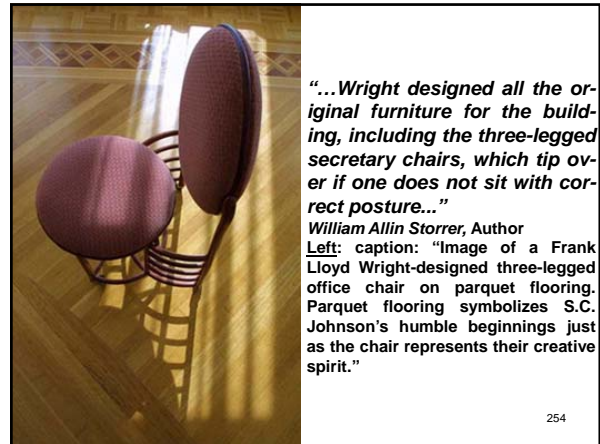 “…Wright designed all the or-
iginal furniture for the build-
ing, including the three-legged
secretary chairs, which tip ov-
er if one does not sit with cor-
rect posture...”
William Allin Storrer, Author
Left: caption: “Image of a Frank
Lloyd Wright-designed three-legged
office chair on parquet flooring.
Parquet flooring symbolizes S.C.
Johnson’s humble beginnings just
as the chair represents their creative
spirit.”
254